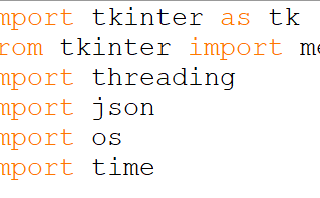 mport tkinter as tk
rom tkinter import me
mport threading
mport json
mport os
mport time